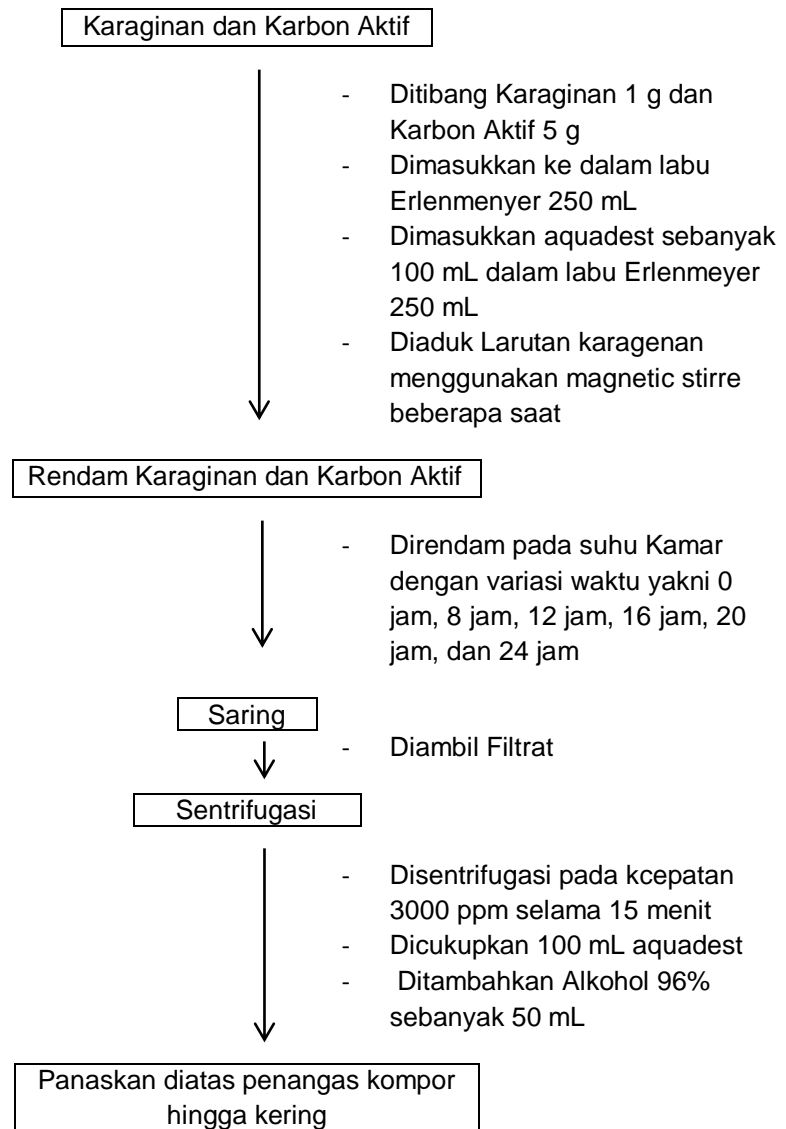 Karaginan dan Karbon Aktif
- Ditibang Karaginan 1 g dan
Karbon Aktif 5 g
- Dimasukkan ke dalam labu
Erlenmenyer 250 mL
- Dimasukkan aquadest sebanyak
100 mL dalam labu Erlenmeyer
250 mL
- Diaduk Larutan karagenan
menggunakan magnetic stirre
beberapa saat
Rendam Karaginan dan Karbon Aktif
- Direndam pada suhu Kamar
dengan variasi waktu yakni 0
jam, 8 jam, 12 jam, 16 jam, 20
jam, dan 24 jam
Saring
- Diambil Filtrat
Sentrifugasi
- Disentrifugasi pada kcepatan
3000 ppm selama 15 menit
- Dicukupkan 100 mL aquadest
- Ditambahkan Alkohol 96%
sebanyak 50 mL
Panaskan diatas penangas kompor
hingga kering